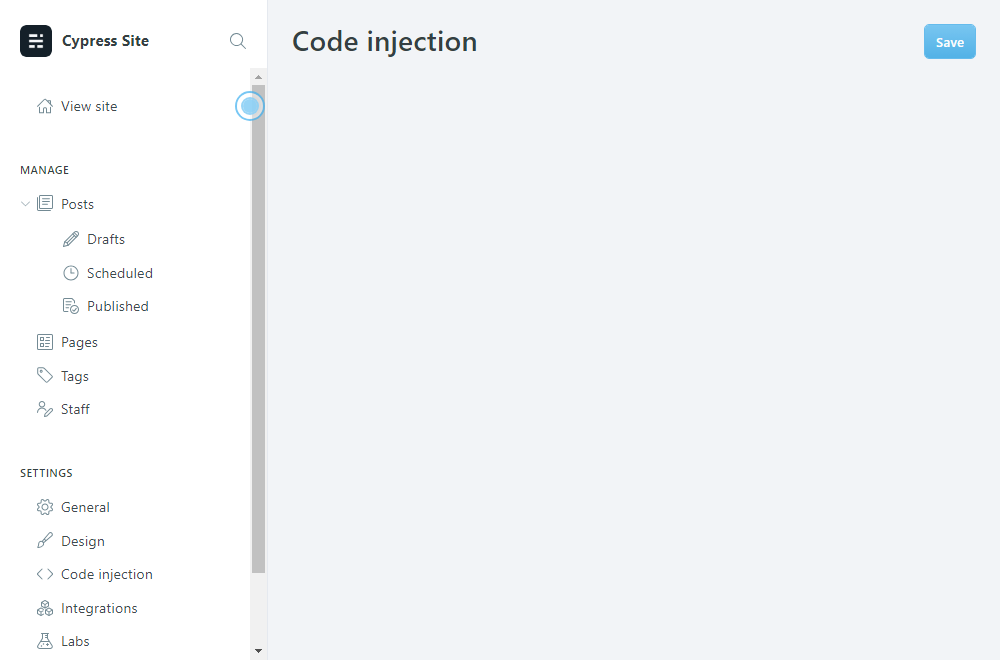 Cypress Site
View site
MANAGE
Posts
Drafts
Scheduled
Published
Pages
Tags
Staff
SETTINGS
General
Design
Code injection
Integrations
Labs
Code injection
Save